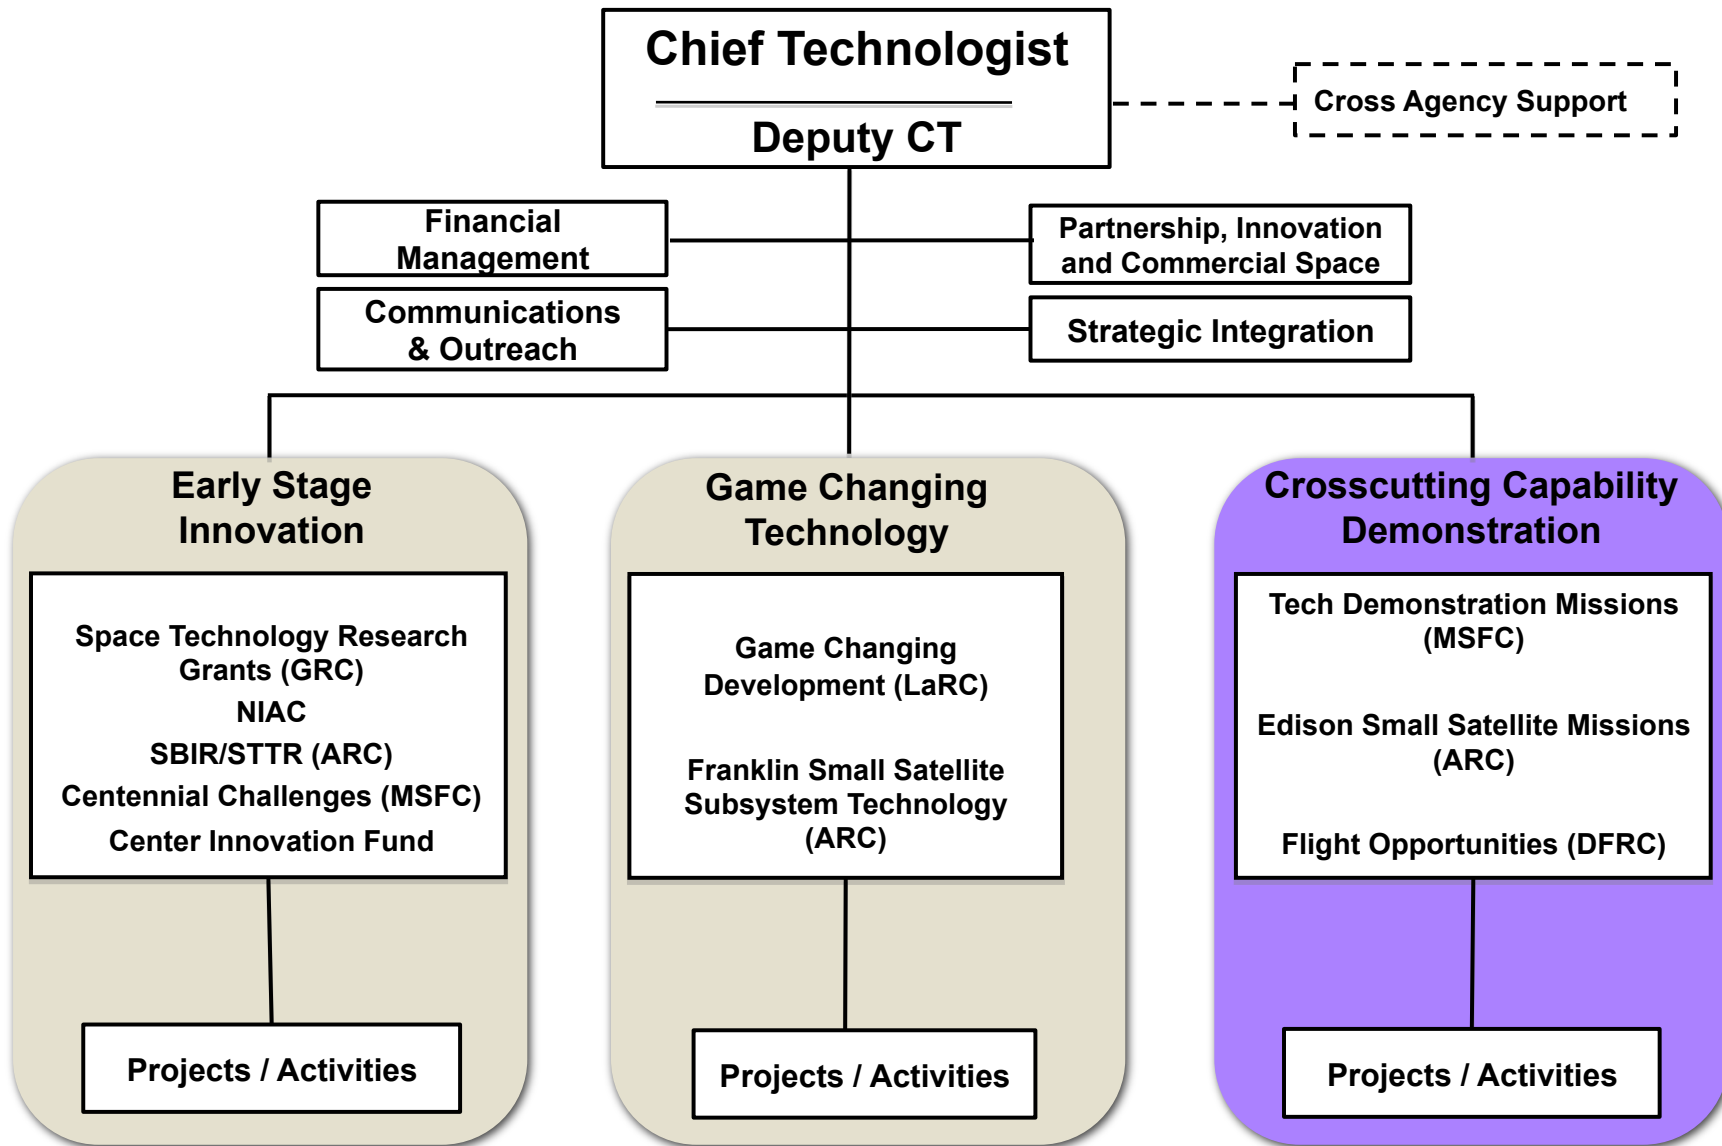 Chief Technologist
Deputy CT
Cross Agency Support
Financial
Management
Partnership, Innovation
and Commercial Space
Communications
& Outreach
Strategic Integration
Early Stage
Innovation
Space Technology Research
Grants (GRC)
NIAC
SBIR/STTR (ARC)
Centennial Challenges (MSFC)
Center Innovation Fund
Projects / Activities
Game Changing
Technology
Game Changing
Development (LaRC)
Franklin Small Satellite
Subsystem Technology
(ARC)
Projects / Activities
Crosscutting Capability
Demonstration
Tech Demonstration Missions
(MSFC)
Edison Small Satellite Missions
(ARC)
Flight Opportunities (DFRC)
Projects / Activities